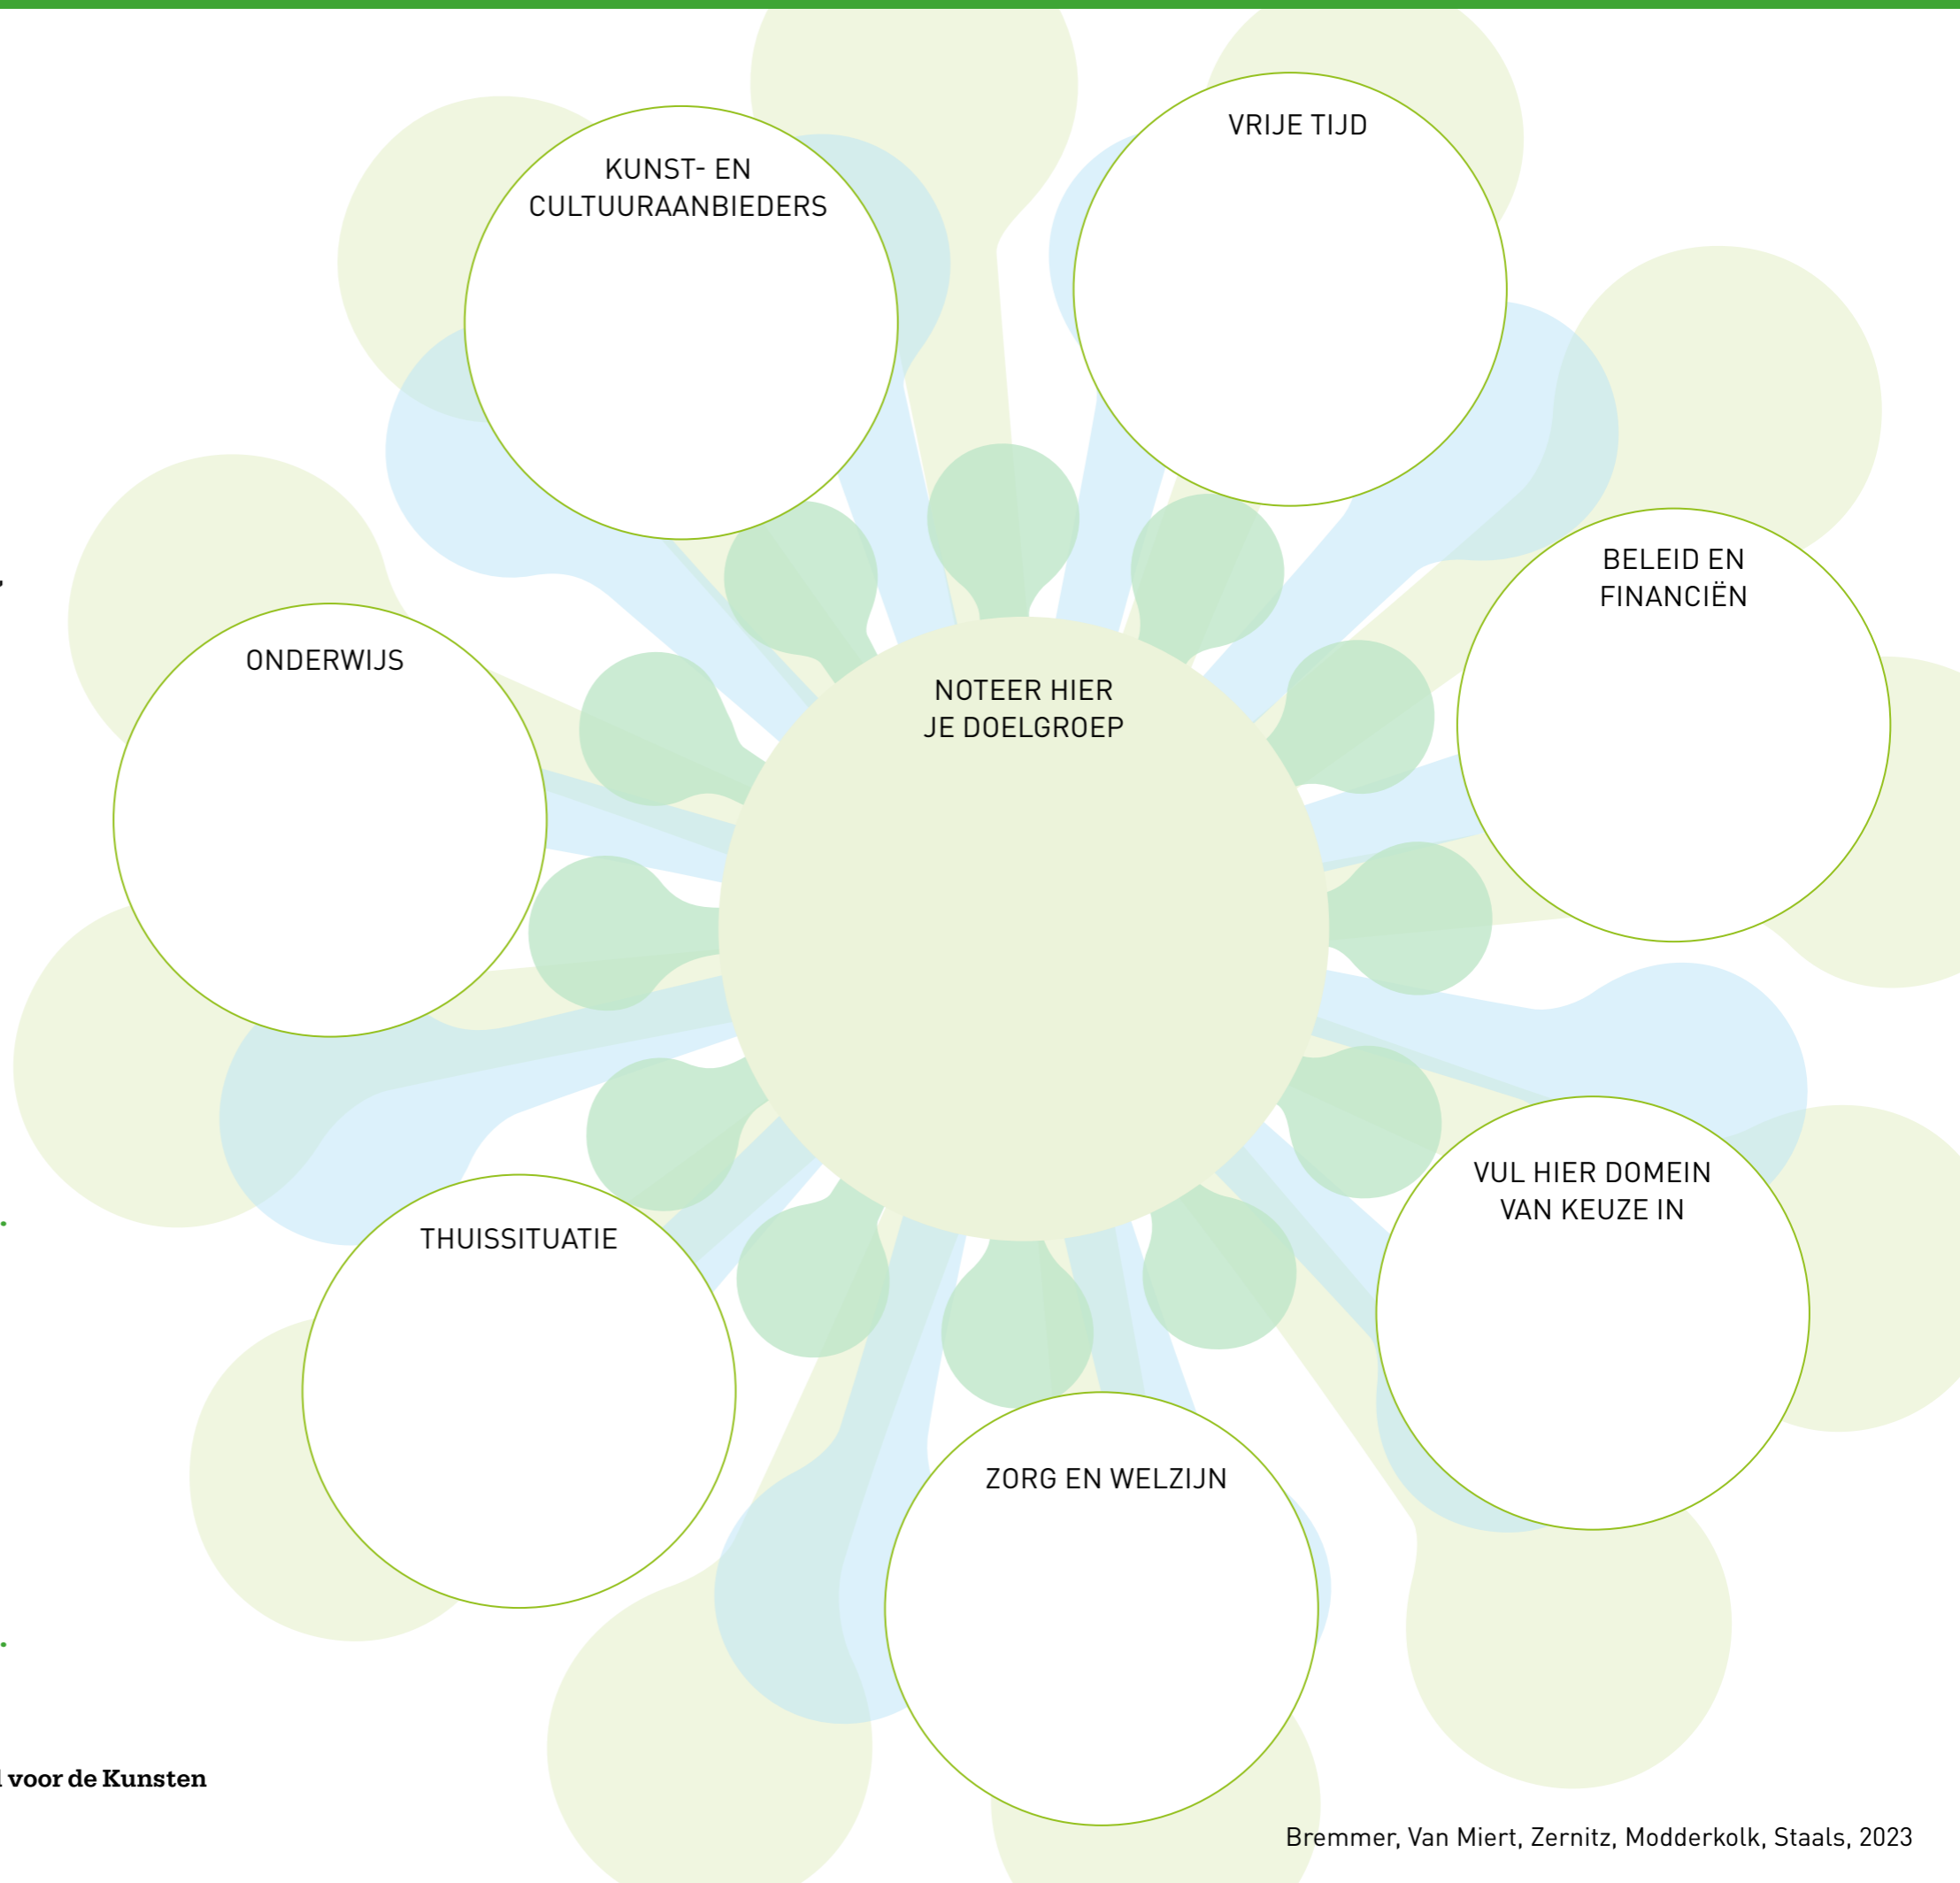 VRIJE TIJD
KUNST- EN
CULTUURAANBIEDERS
BELEID EN
FINANCIËN
ONDERWIJS
NOTEER HIER
JE DOELGROEP
VUL HIER DOMEIN
VAN KEUZE IN
THUISSITUATIE
ZORG EN WELZIJN
voor de Kunsten
Bremmer, Van Miert, Zernitz, Modderkolk, Staals, 2023